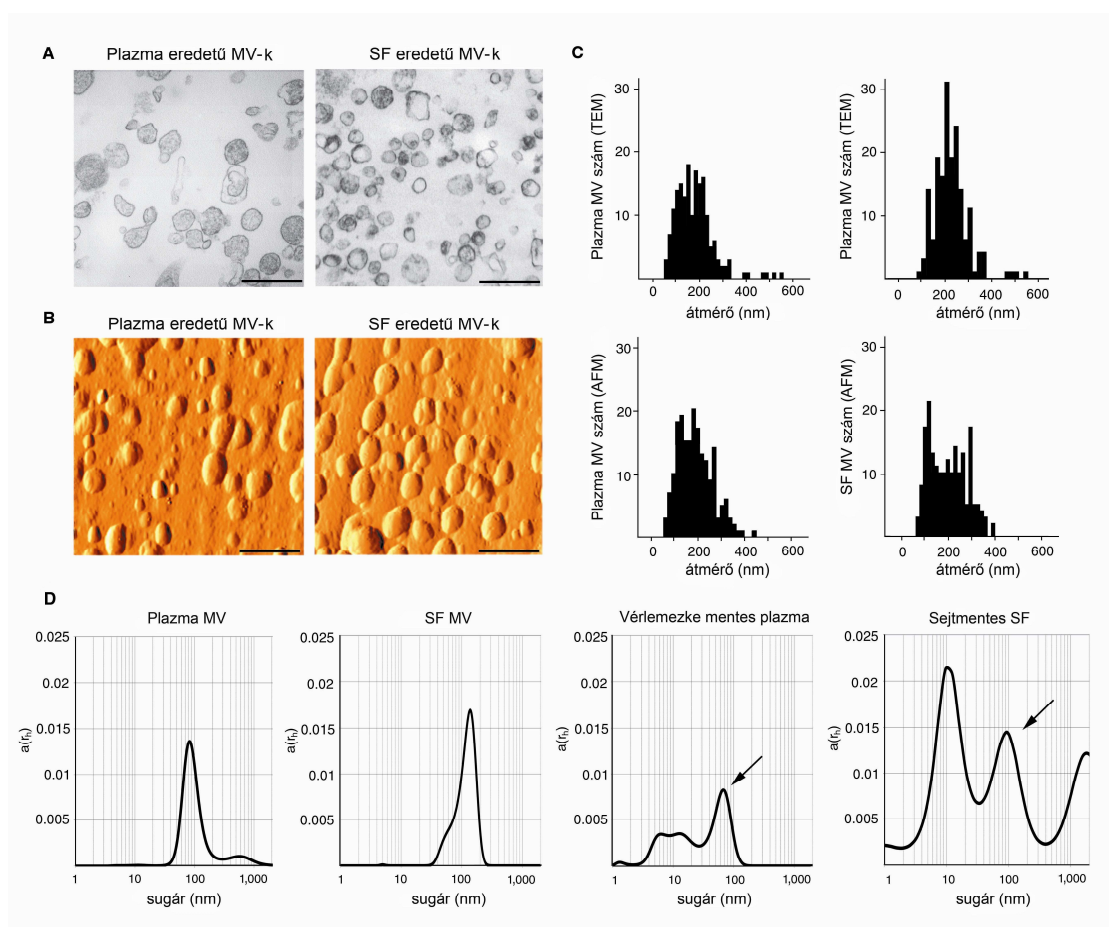 A
Plazma eredetű MV-k
SF eredetű MV-k
B
Plazma eredetű MV-k
SF eredetű MV-k
C
Plazma MV szám (TEM)
30
20
10
0 200 400 600
átmérő (nm)
Plazma MV szám (TEM)
30
20
10
0 200 400 600
átmérő (nm)
Plazma MV szám (AFM)
30
20
10
0 200 400 600
átmérő (nm)
SF MV szám (AFM)
30
20
10
0 200 400 600
átmérő (nm)
D
Plazma MV
a(rₕ)
0.025
0.02
0.015
0.01
0.005
1 10 100 1,000
sugár (nm)
SF MV
a(rₕ)
0.025
0.02
0.015
0.01
0.005
1 10 100 1,000
sugár (nm)
Vérlemezke mentes plazma
a(rₕ)
0.025
0.02
0.015
0.01
0.005
1 10 100 1,000
sugár (nm)
Sejtmentes SF
a(rₕ)
0.025
0.02
0.015
0.01
0.005
1 10 100 1,000
sugár (nm)